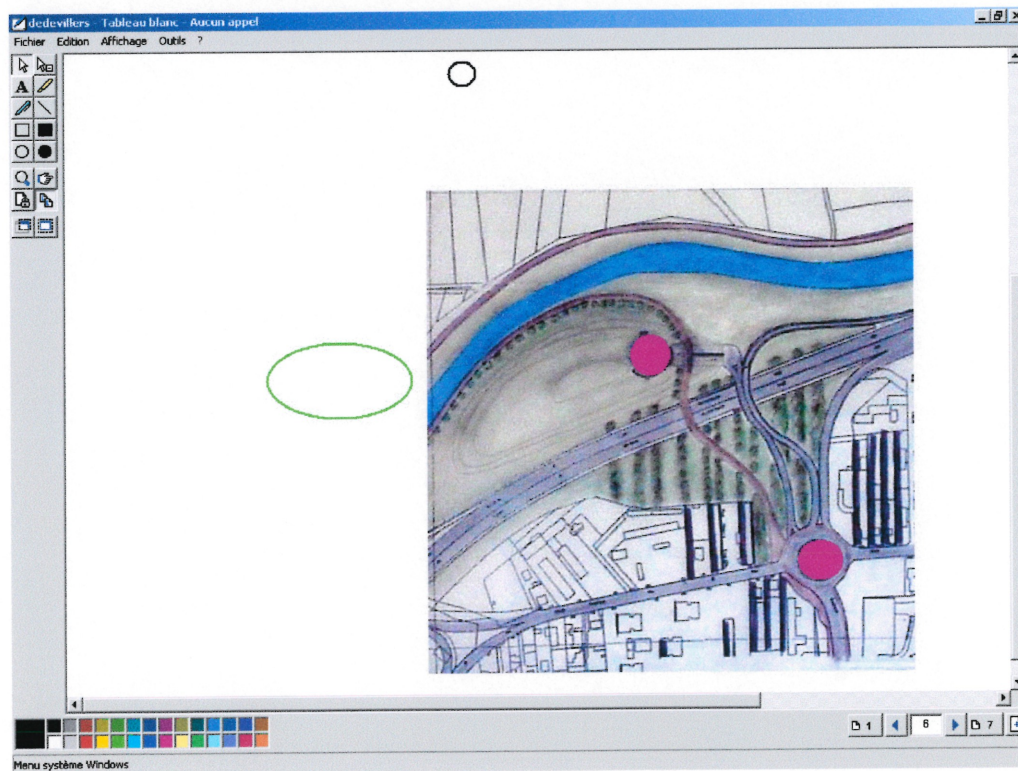 dedevillers - Tableau blanc - Aucun appel
Fichier Edition Affichage Outils ?
A
1 6 7
Menu système Windows